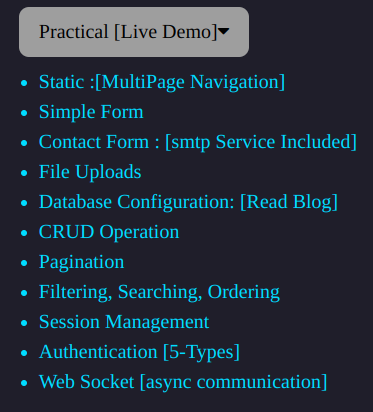 Practical [Live Demo]
Static :[MultiPage Navigation]
Simple Form
Contact Form : [smtp Service Included]
File Uploads
Database Configuration: [Read Blog]
CRUD Operation
Pagination
Filtering, Searching, Ordering
Session Management
Authentication [5-Types]
Web Socket [async communication]